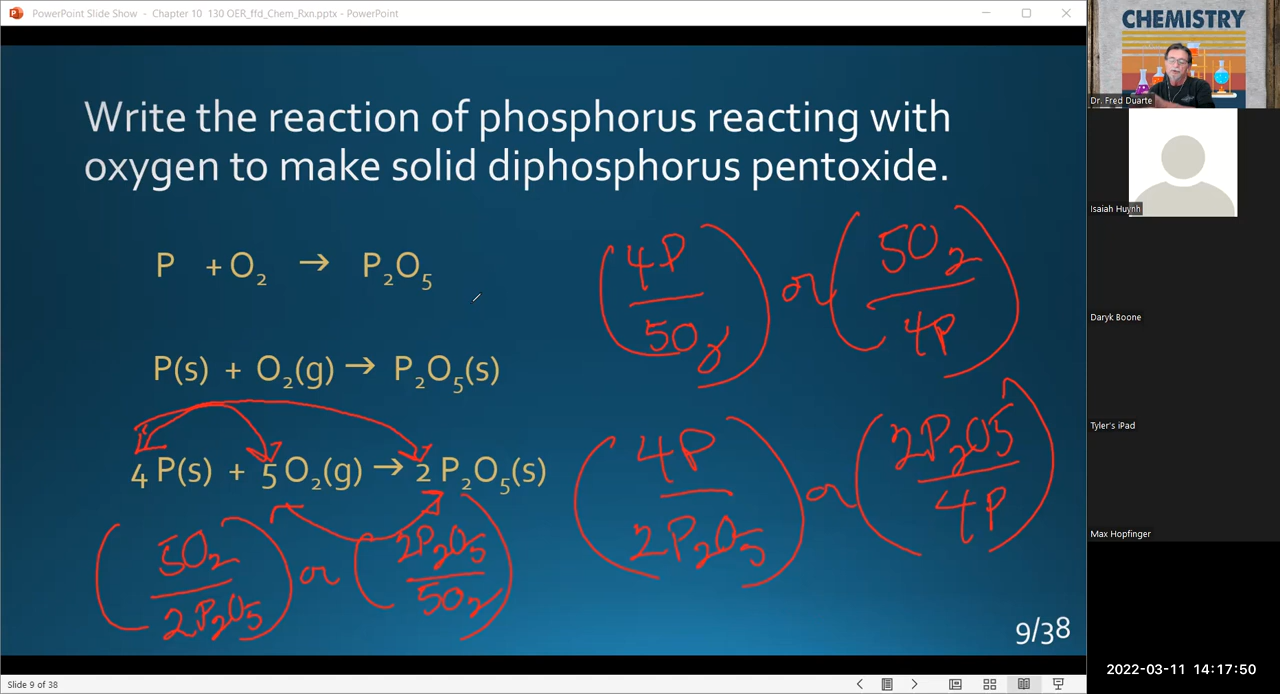 PowerPoint Slide Show - Chapter 10 130 OER_ffd_Chem_Rxn.pptx - PowerPoint
CHEMISTRY
Dr. Fred Duarte
Write the reaction of phosphorus reacting with
oxygen to make solid diphosphorus pentoxide.
P + O₂ → P₂O₅
P(s) + O₂(g) → P₂O₅(s)
4 P(s) + 5 O₂(g) → 2 P₂O₅(s)
(4P / 5O₂) or (5O₂ / 4P)
(4P / 2P₂O₅) or (2P₂O₅ / 4P)
(5O₂ / 2P₂O₅) or (2P₂O₅ / 5O₂)
9/38
Isaiah Huynh
Daryk Boone
Tyler's iPad
Max Hopfinger
2022-03-11 14:17:50
Slide 9 of 38